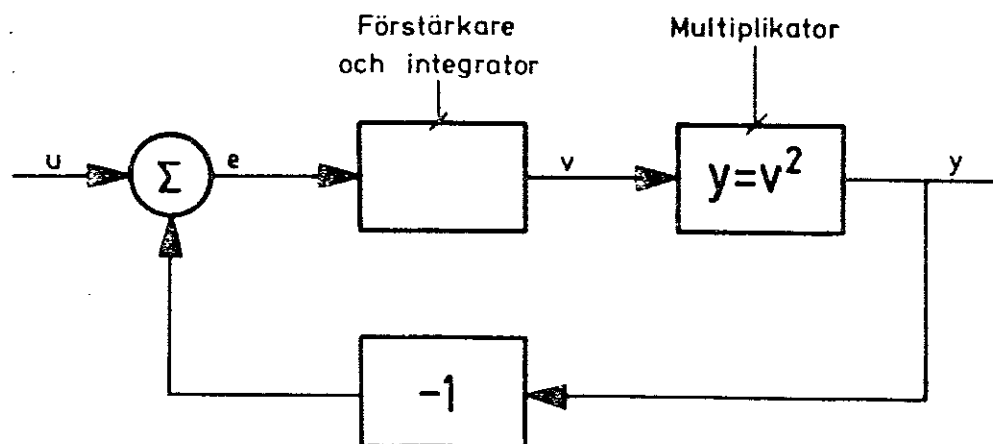 Förstärkare
och integrator
Multiplikator
u
Σ
e
v
y=v²
y
-1